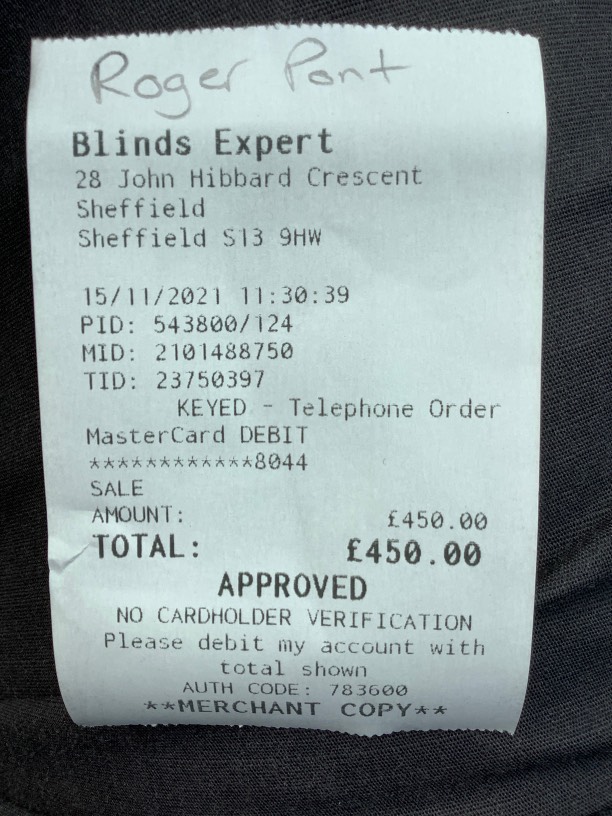 Roger Pont
Blinds Expert
28 John Hibbard Crescent
Sheffield
Sheffield S13 9HW
15/11/2021 11:30:39
PID: 543800/124
MID: 2101488750
TID: 23750397
KEYED - Telephone Order
MasterCard DEBIT
************8044
SALE
AMOUNT: £450.00
TOTAL: £450.00
APPROVED
NO CARDHOLDER VERIFICATION
Please debit my account with
total shown
AUTH CODE: 783600
**MERCHANT COPY**